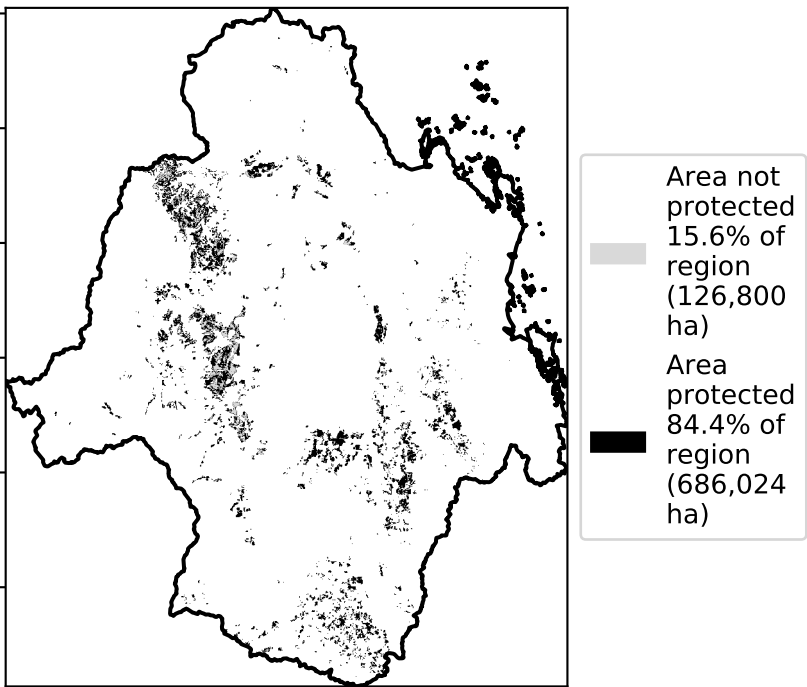 Area not
protected
15.6% of
region
(126,800
ha)
Area
protected
84.4% of
region
(686,024
ha)